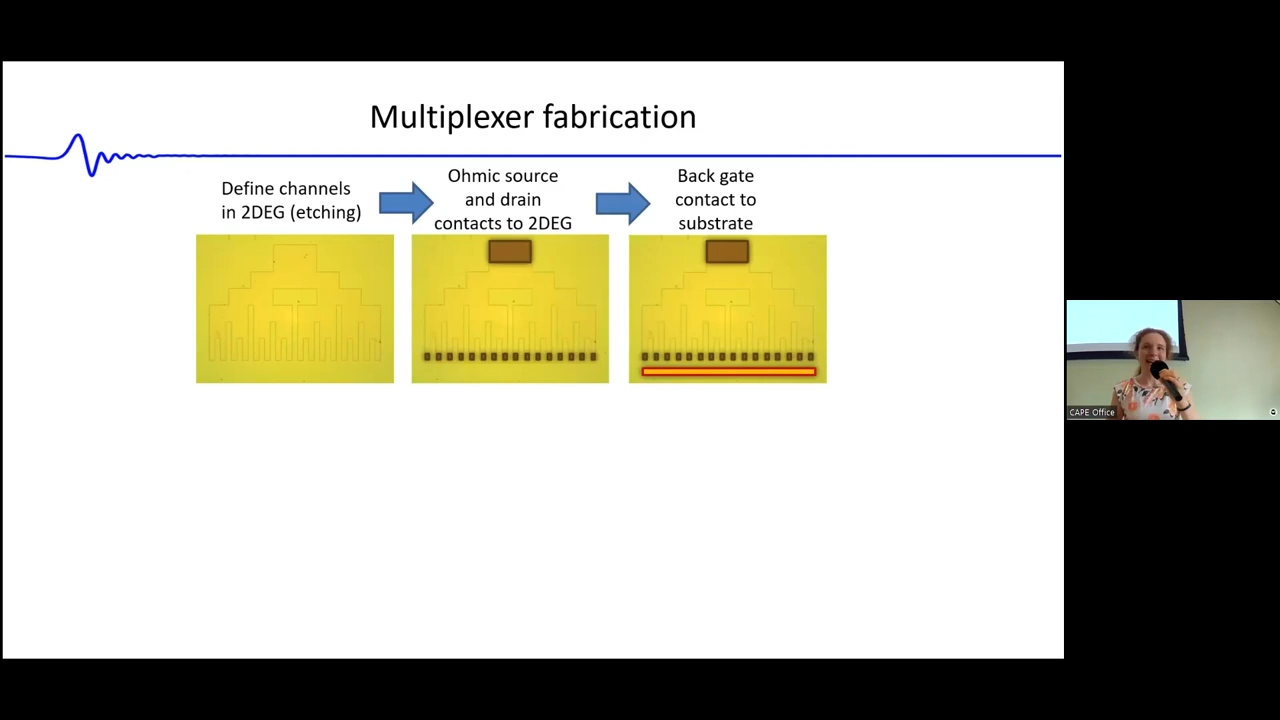 Multiplexer fabrication
Define channels
in 2DEG (etching)
Ohmic source
and drain
contacts to 2DEG
Back gate
contact to
substrate
CAPE Office